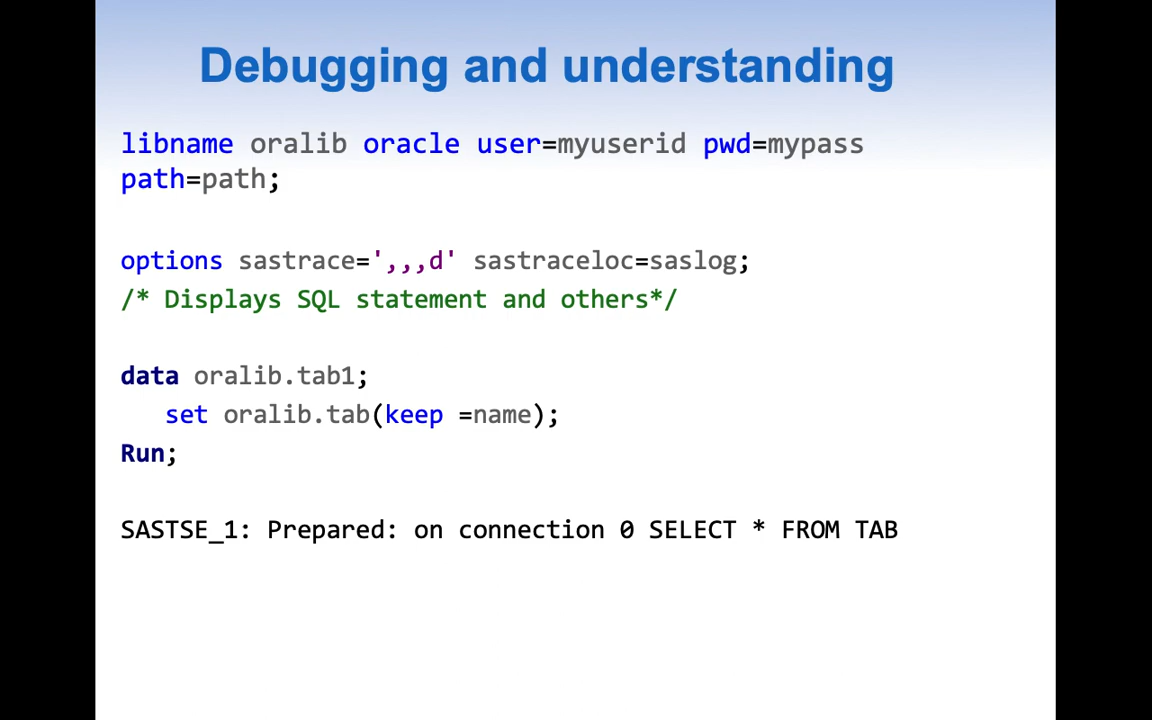 Debugging and understanding
libname oralib oracle user=myuserid pwd=mypass
path=path;
options sastrace=',,,d' sastraceloc=saslog;
/* Displays SQL statement and others*/
data oralib.tab1;
set oralib.tab(keep =name);
Run;
SASTSE_1: Prepared: on connection 0 SELECT * FROM TAB